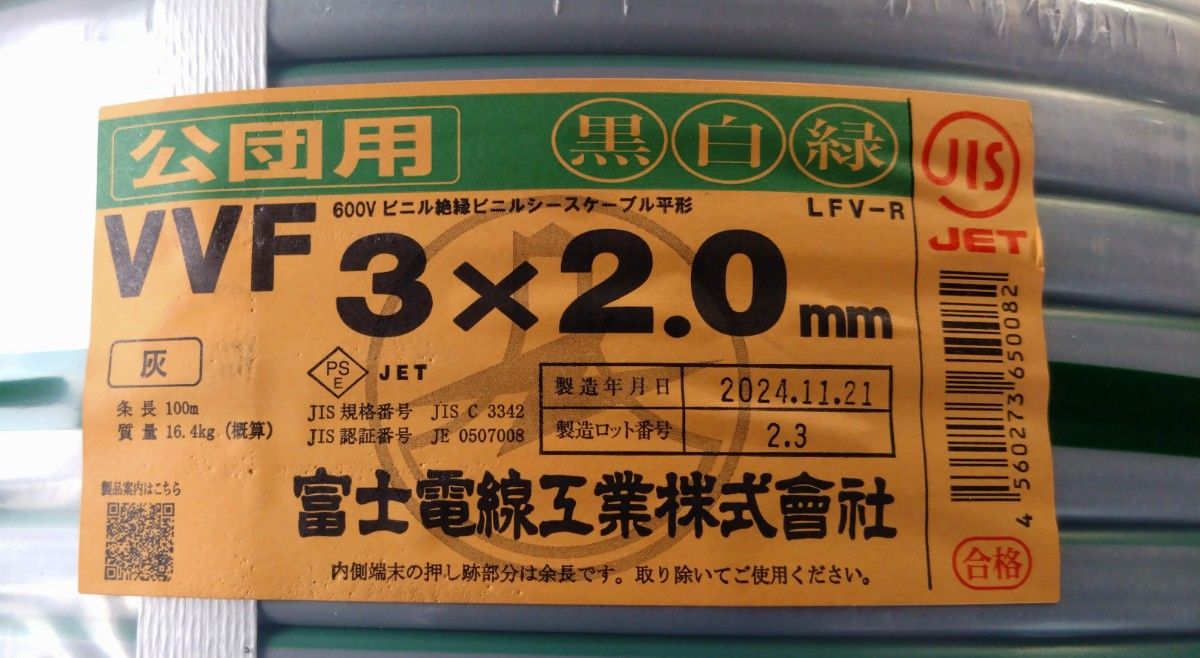 公団用 黒 白 緑
JIS
JET
VVF 600V ビニル絶縁ビニルシースケーブル平形 LFV-R
3×2.0mm
灰
PS E JET
条長 100m
質量 16.4kg (概算)
JIS 規格番号 JIS C 3342
JIS 認証番号 JE 0507008
製造年月日 2024.11.21
製造ロット番号 2.3
製品案内はこちら
富士電線工業株式會社
内側端末の押し跡部分は余長です。取り除いてご使用ください。
4 560273 650082
合格